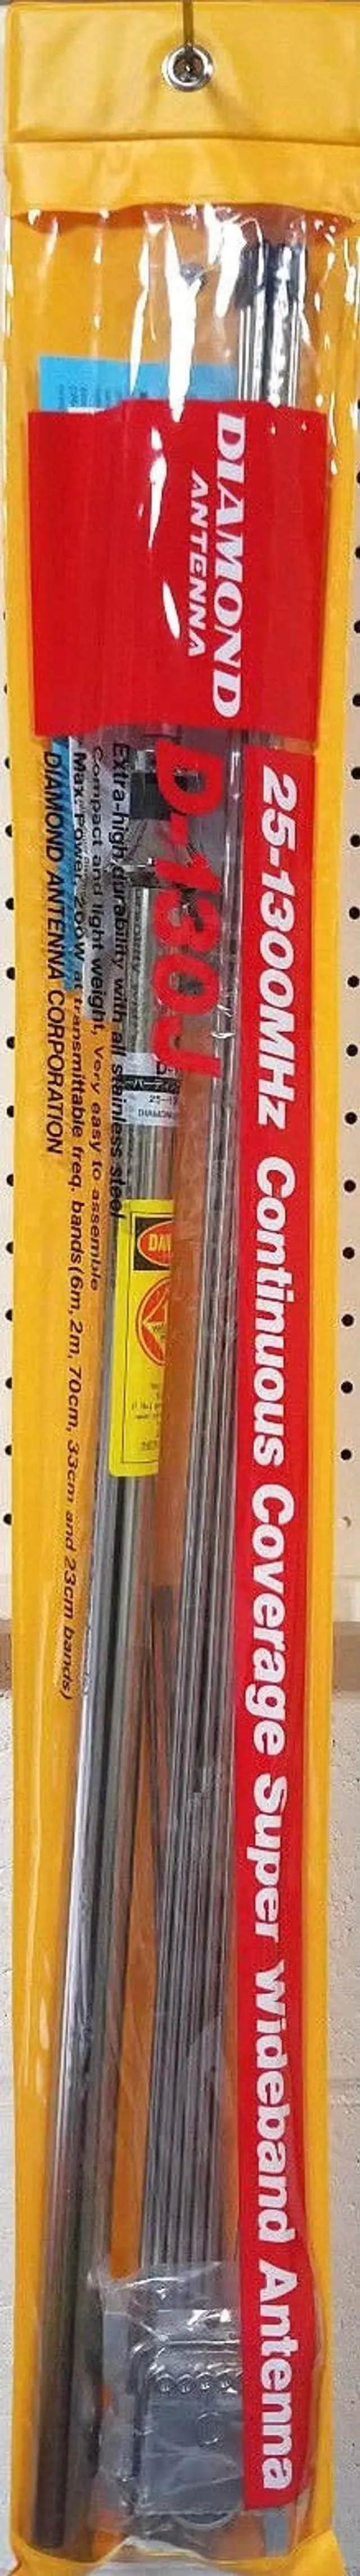 DIAMOND
ANTENNA
25-1300MHz Continuous Coverage Super Wideband Antenna
D-130J
Extra-high durability with all stainless steel
Compact and light weight, Very easy to assemble
Max. Power: 200W at transmittable freq. bands (6m, 2m, 70cm, 33cm and 23cm bands)
DIAMOND ANTENNA CORPORATION